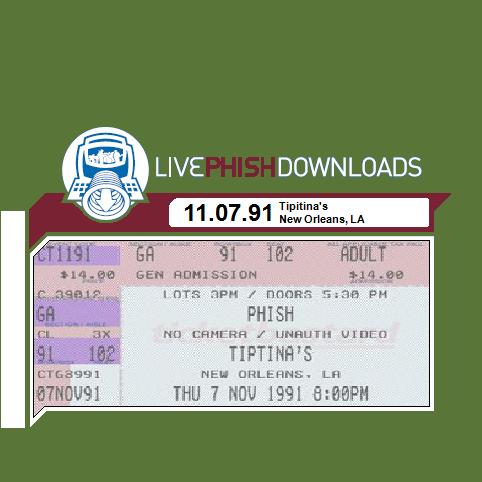 LIVEPHISHDOWNLOADS
11.07.91 Tipitina's
New Orleans, LA
CT1191 GA 91 102 ADULT
$14.00 GEN ADMISSION $14.00
C 39012 LOTS 3PM / DOORS 5:30 PM
GA PHISH
CL 3X NO CAMERA / UNAUTH VIDEO
91 102 TIPTINA'S
CTG8991 NEW ORLEANS, LA
07NOV91 THU 7 NOV 1991 8:00PM